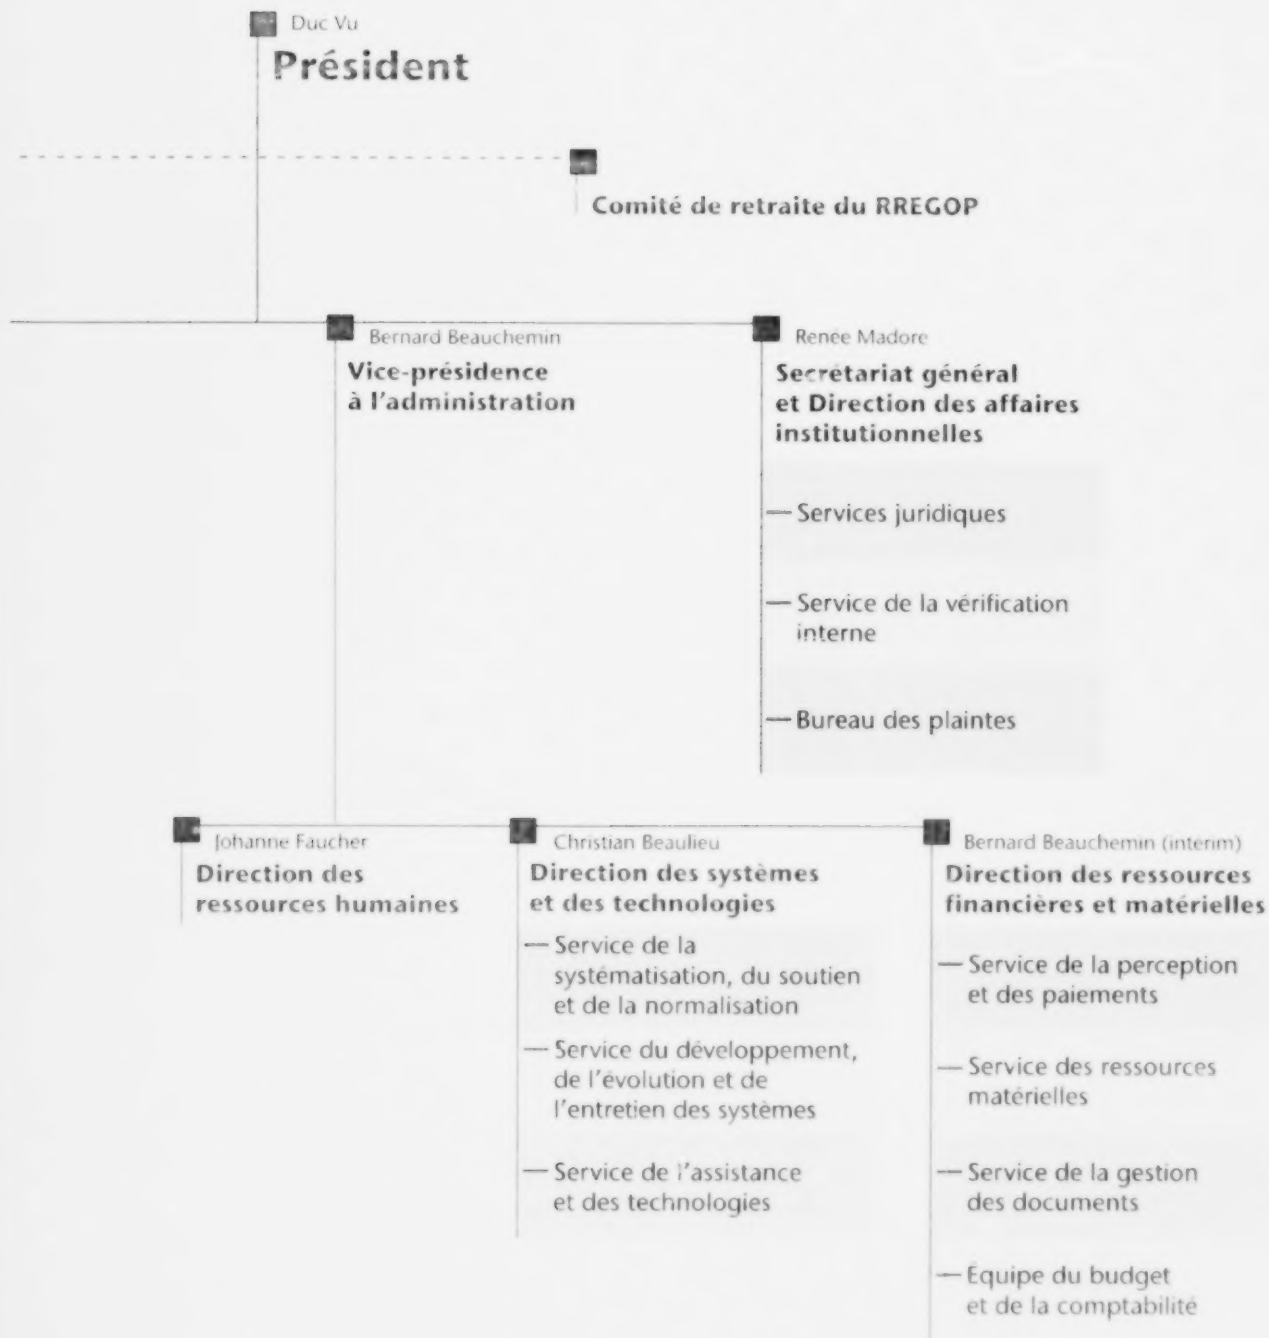 Duc Vu
Président
Comité de retraite du RREGOP
Bernard Beauchemin
Vice-présidence
à l'administration
Renée Madore
Secrétariat général
et Direction des affaires
institutionnelles
— Services juridiques
— Service de la vérification
interne
— Bureau des plaintes
Johanne Faucher
Direction des
ressources humaines
Christian Beaulieu
Direction des systèmes
et des technologies
— Service de la
systématisation, du soutien
et de la normalisation
— Service du développement,
de l'évolution et de
l'entretien des systèmes
— Service de l'assistance
et des technologies
Bernard Beauchemin (intérim)
Direction des ressources
financières et matérielles
— Service de la perception
et des paiements
— Service des ressources
matérielles
— Service de la gestion
des documents
— Équipe du budget
et de la comptabilité